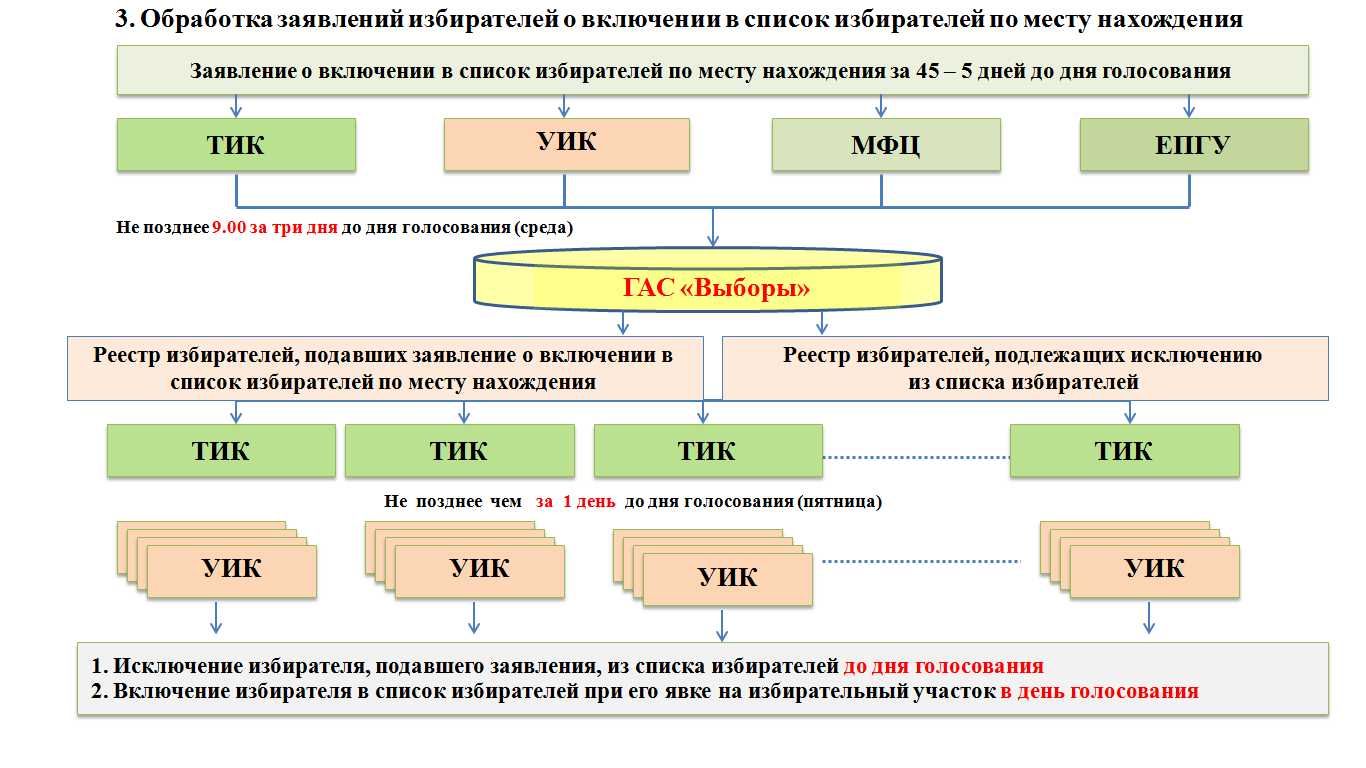 3. Обработка заявлений избирателей о включении в список избирателей по месту нахождения
Заявление о включении в список избирателей по месту нахождения за 45 – 5 дней до дня голосования
ТИК
УИК
МФЦ
ЕПГУ
Не позднее 9.00 за три дня до дня голосования (среда)
ГАС «Выборы»
Реестр избирателей, подавших заявление о включении в
список избирателей по месту нахождения
Реестр избирателей, подлежащих исключению
из списка избирателей
ТИК
ТИК
ТИК
ТИК
Не позднее чем за 1 день до дня голосования (пятница)
УИК
УИК
УИК
УИК
1. Исключение избирателя, подавшего заявления, из списка избирателей до дня голосования
2. Включение избирателя в список избирателей при его явке на избирательный участок в день голосования